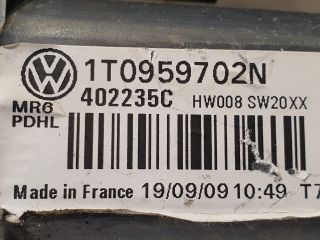 1T0959702N
402235C HW008 SW20XX
MR6
PDHL
Made in France 19/09/09 10:49 T7